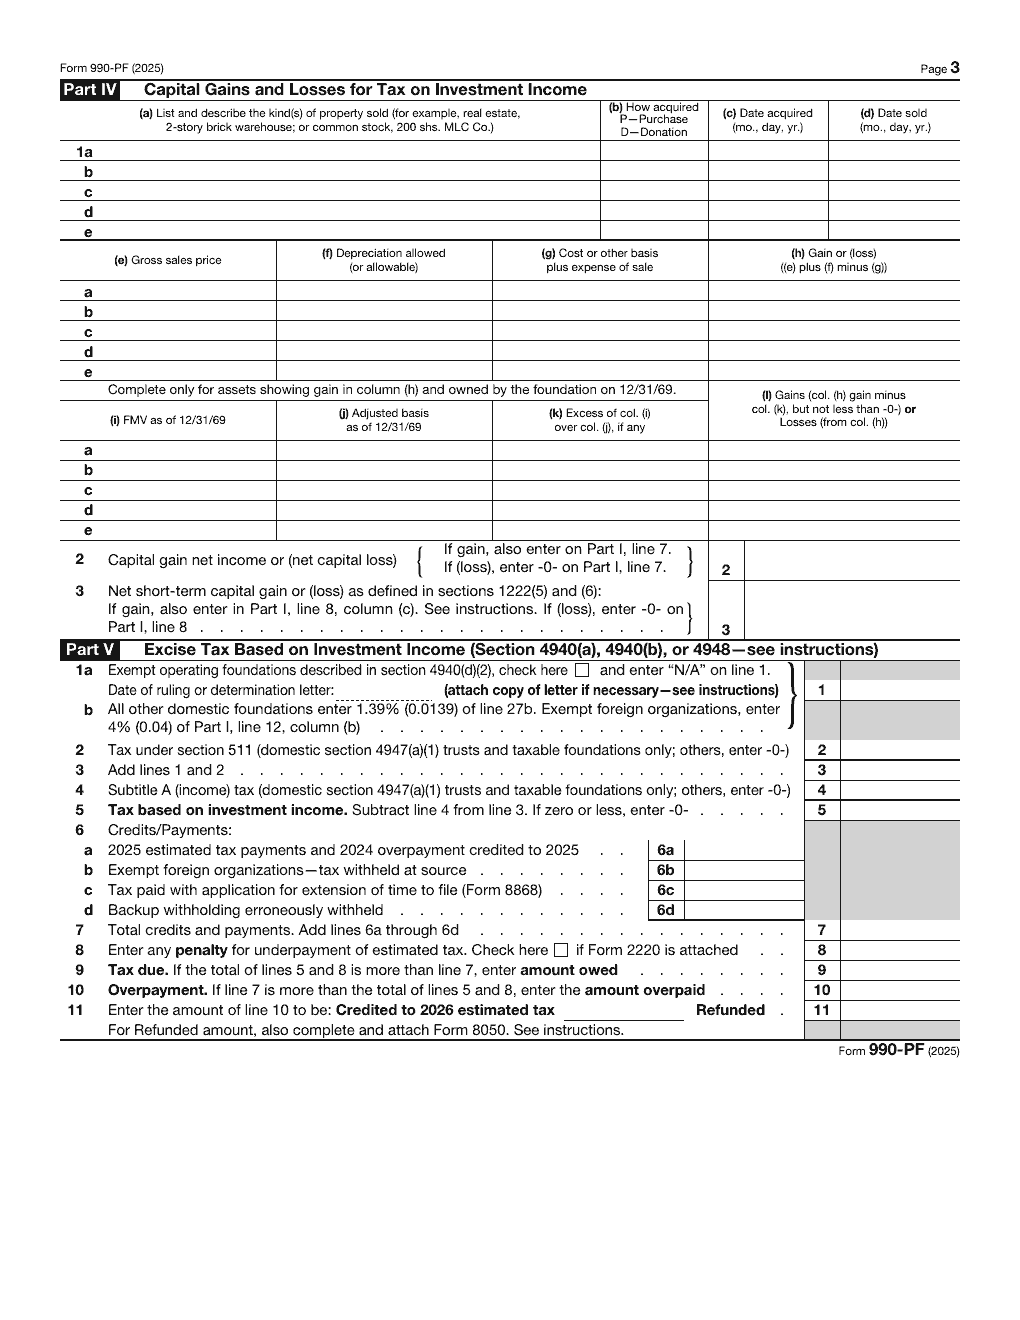 Form 990-PF (2025) Page 3
Part IV Capital Gains and Losses for Tax on Investment Income
(a) List and describe the kind(s) of property sold (for example, real estate,
2-story brick warehouse; or common stock, 200 shs. MLC Co.)
(b) How acquired
P—Purchase
D—Donation
(c) Date acquired
(mo., day, yr.)
(d) Date sold
(mo., day, yr.)
1a
b
c
d
e
(e) Gross sales price
(f) Depreciation allowed
(or allowable)
(g) Cost or other basis
plus expense of sale
(h) Gain or (loss)
((e) plus (f) minus (g))
a
b
c
d
e
Complete only for assets showing gain in column (h) and owned by the foundation on 12/31/69.
(i) FMV as of 12/31/69
(j) Adjusted basis
as of 12/31/69
(k) Excess of col. (i)
over col. (j), if any
(l) Gains (col. (h) gain minus
col. (k), but not less than -0-) or
Losses (from col. (h))
a
b
c
d
e
2 Capital gain net income or (net capital loss) { If gain, also enter on Part I, line 7.
If (loss), enter -0- on Part I, line 7. } 2
3 Net short-term capital gain or (loss) as defined in sections 1222(5) and (6):
If gain, also enter in Part I, line 8, column (c). See instructions. If (loss), enter -0- on }
Part I, line 8 . . . . . . . . . . . . . . . . . . . . . . . . 3
Part V Excise Tax Based on Investment Income (Section 4940(a), 4940(b), or 4948—see instructions)
1a Exempt operating foundations described in section 4940(d)(2), check here and enter “N/A” on line 1.
Date of ruling or determination letter: (attach copy of letter if necessary—see instructions) } 1
b All other domestic foundations enter 1.39% (0.0139) of line 27b. Exempt foreign organizations, enter
4% (0.04) of Part I, line 12, column (b) . . . . . . . . . . . . . . . . . . . .
2 Tax under section 511 (domestic section 4947(a)(1) trusts and taxable foundations only; others, enter -0-) 2
3 Add lines 1 and 2 . . . . . . . . . . . . . . . . . . . . . . . . . . . . 3
4 Subtitle A (income) tax (domestic section 4947(a)(1) trusts and taxable foundations only; others, enter -0-) 4
5 Tax based on investment income. Subtract line 4 from line 3. If zero or less, enter -0- . . . . . 5
6 Credits/Payments:
a 2025 estimated tax payments and 2024 overpayment credited to 2025 . . 6a
b Exempt foreign organizations—tax withheld at source . . . . . . . . 6b
c Tax paid with application for extension of time to file (Form 8868) . . . . 6c
d Backup withholding erroneously withheld . . . . . . . . . . . . 6d
7 Total credits and payments. Add lines 6a through 6d . . . . . . . . . . . . . . . . 7
8 Enter any penalty for underpayment of estimated tax. Check here if Form 2220 is attached . . 8
9 Tax due. If the total of lines 5 and 8 is more than line 7, enter amount owed . . . . . . . . 9
10 Overpayment. If line 7 is more than the total of lines 5 and 8, enter the amount overpaid . . . . 10
11 Enter the amount of line 10 to be: Credited to 2026 estimated tax Refunded . 11
For Refunded amount, also complete and attach Form 8050. See instructions.
Form 990-PF (2025)